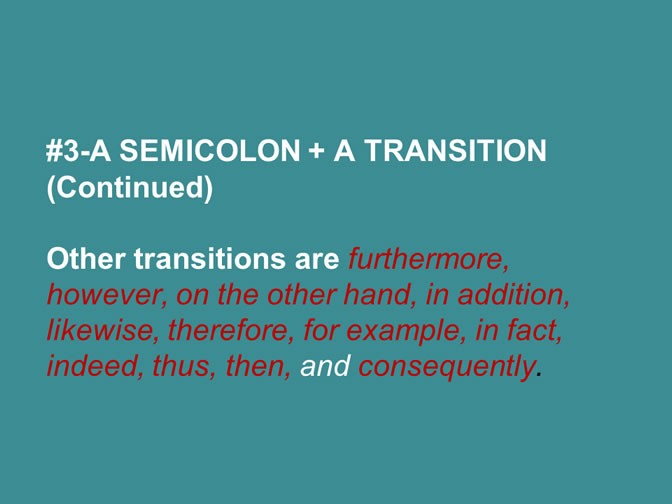 #3-A SEMICOLON + A TRANSITION
(Continued)
Other transitions are furthermore,
however, on the other hand, in addition,
likewise, therefore, for example, in fact,
indeed, thus, then, and consequently.